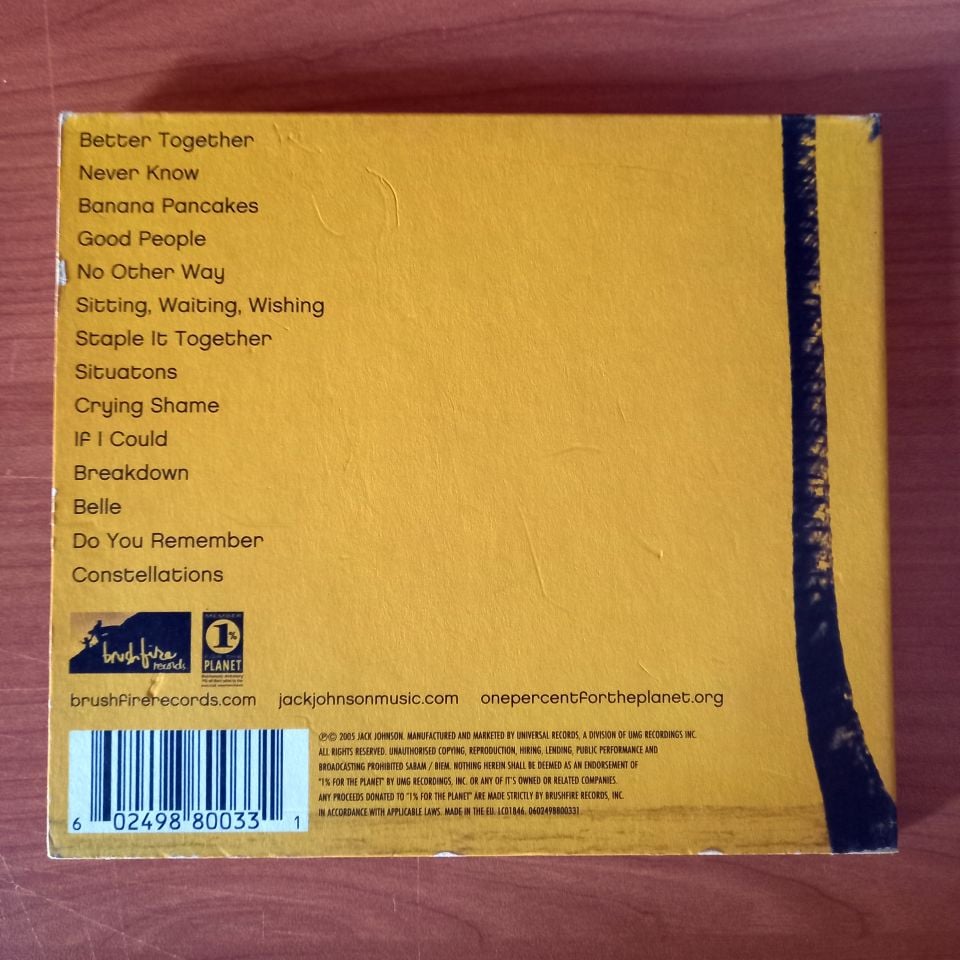 Better Together
Never Know
Banana Pancakes
Good People
No Other Way
Sitting, Waiting, Wishing
Staple It Together
Situatons
Crying Shame
If I Could
Breakdown
Belle
Do You Remember
Constellations
brushfire
records
MEMBER
1%
PLANET
brushfirerecords.com jackjohnsonmusic.com onepercentfortheplanet.org
℗© 2005 JACK JOHNSON. MANUFACTURED AND MARKETED BY UNIVERSAL RECORDS, A DIVISION OF UMG RECORDINGS INC.
ALL RIGHTS RESERVED. UNAUTHORISED COPYING, REPRODUCTION, HIRING, LENDING, PUBLIC PERFORMANCE AND
BROADCASTING PROHIBITED SABAM / BIEM. NOTHING HEREIN SHALL BE DEEMED AS AN ENDORSEMENT OF
"1% FOR THE PLANET" BY UMG RECORDINGS, INC. OR ANY OF IT'S OWNED OR RELATED COMPANIES.
ANY PROCEEDS DONATED TO "1% FOR THE PLANET" ARE MADE STRICTLY BY BRUSHFIRE RECORDS, INC.
IN ACCORDANCE WITH APPLICABLE LAWS. MADE IN THE EU. LC01846. 0602498800331
6 02498 80033 1